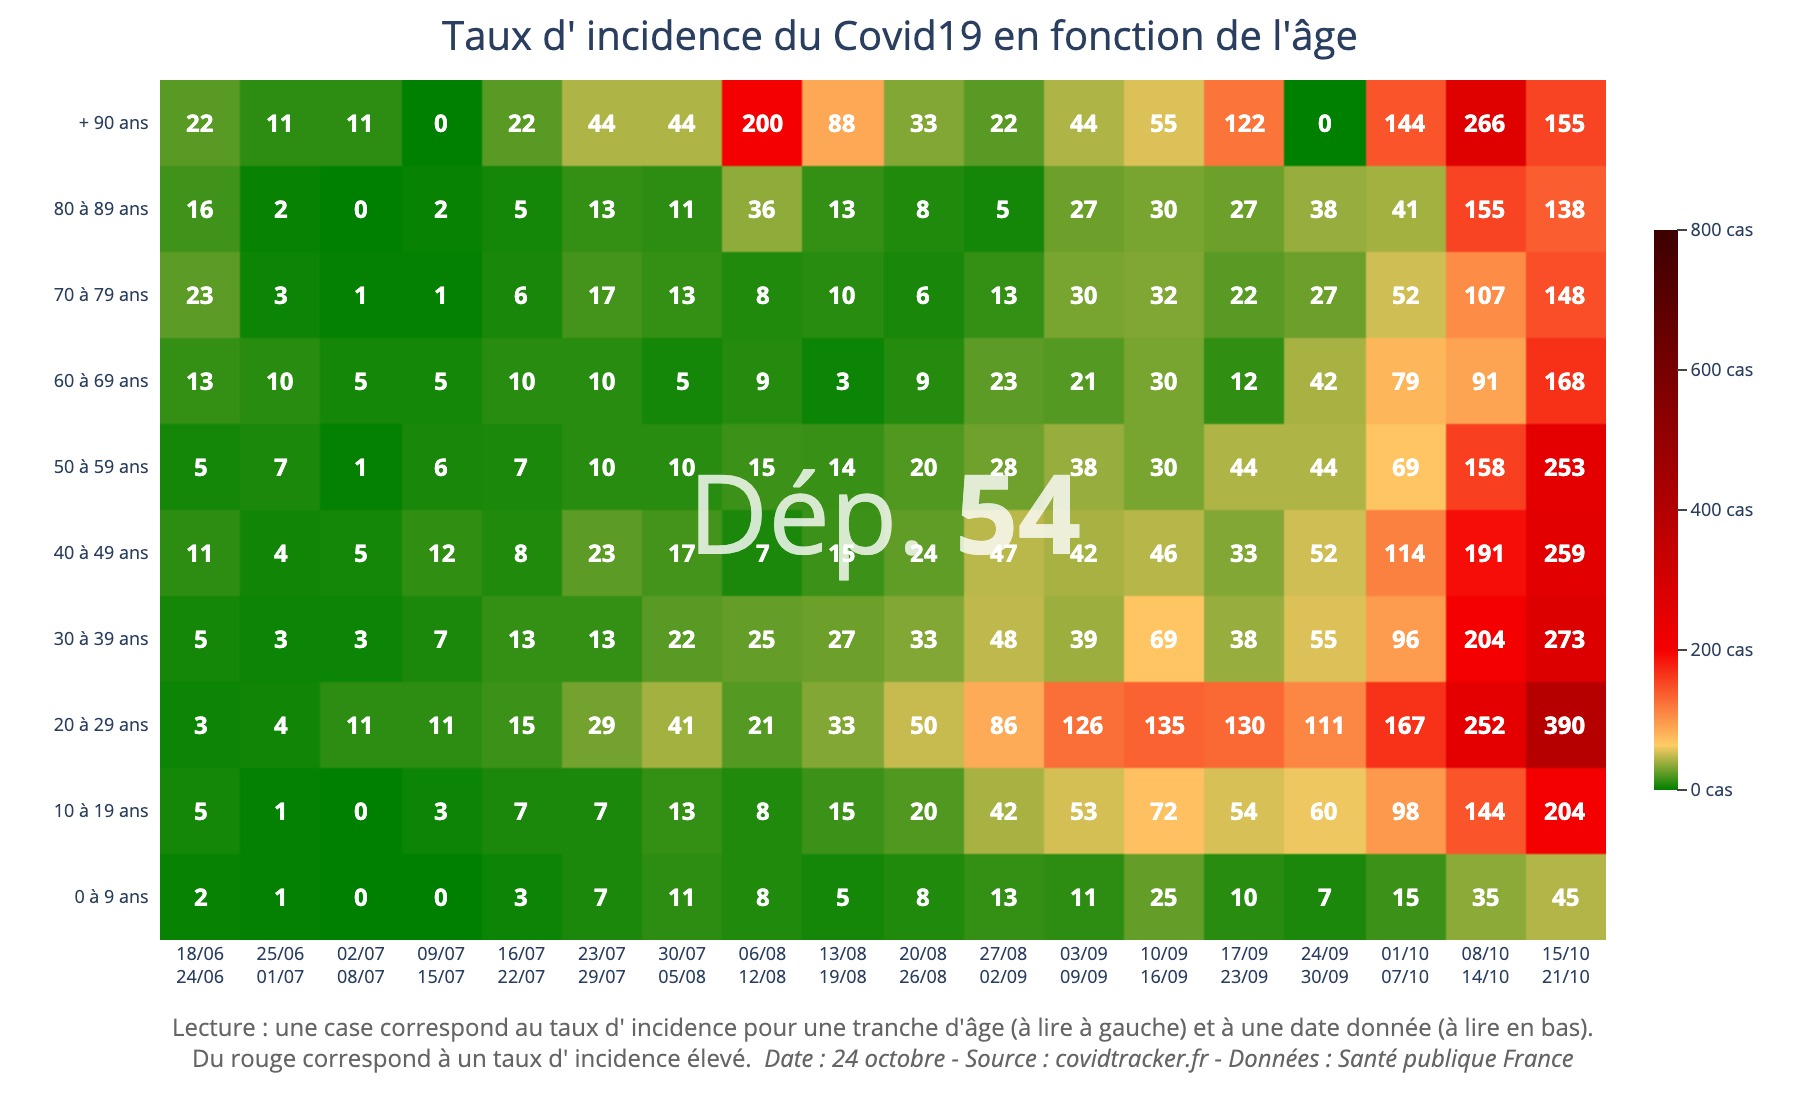 Taux d' incidence du Covid19 en fonction de l'âge
+ 90 ans 22 11 11 0 22 44 44 200 88 33 22 44 55 122 0 144 266 155
80 à 89 ans 16 2 0 2 5 13 11 36 13 8 5 27 30 27 38 41 155 138
70 à 79 ans 23 3 1 1 6 17 13 8 10 6 13 30 32 22 27 52 107 148
60 à 69 ans 13 10 5 5 10 10 5 9 3 9 23 21 30 12 42 79 91 168
50 à 59 ans 5 7 1 6 7 10 10 15 14 20 28 38 30 44 44 69 158 253
Dép. 54
40 à 49 ans 11 4 5 12 8 23 17 7 15 24 47 42 46 33 52 114 191 259
30 à 39 ans 5 3 3 7 13 13 22 25 27 33 48 39 69 38 55 96 204 273
20 à 29 ans 3 4 11 11 15 29 41 21 33 50 86 126 135 130 111 167 252 390
10 à 19 ans 5 1 0 3 7 7 13 8 15 20 42 53 72 54 60 98 144 204
0 à 9 ans 2 1 0 0 3 7 11 8 5 8 13 11 25 10 7 15 35 45
18/06 25/06 02/07 09/07 16/07 23/07 30/07 06/08 13/08 20/08 27/08 03/09 10/09 17/09 24/09 01/10 08/10 15/10
24/06 01/07 08/07 15/07 22/07 29/07 05/08 12/08 19/08 26/08 02/09 09/09 16/09 23/09 30/09 07/10 14/10 21/10
800 cas
600 cas
400 cas
200 cas
0 cas
Lecture : une case correspond au taux d' incidence pour une tranche d'âge (à lire à gauche) et à une date donnée (à lire en bas).
Du rouge correspond à un taux d' incidence élevé. Date : 24 octobre - Source : covidtracker.fr - Données : Santé publique France